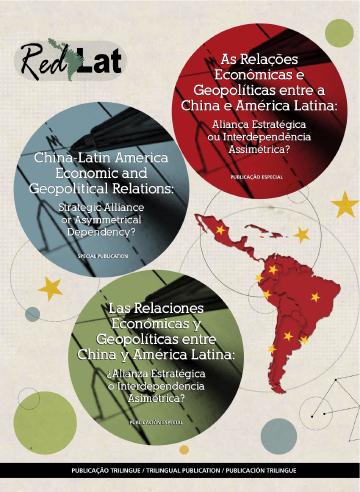 Red Lat
As Relações
Econômicas e
Geopolíticas entre a
China e América Latina:
Aliança Estratégica
ou Interdependência
Assimétrica?
PUBLICAÇÃO ESPECIAL
China-Latin America
Economic and
Geopolitical Relations:
Strategic Alliance
or Asymmetrical
Dependency?
SPECIAL PUBLICATION
Las Relaciones
Económicas y
Geopolíticas entre
China y América Latina:
¿Alianza Estratégica
o Interdependencia
Asimétrica?
PUBLICACIÓN ESPECIAL
PUBLICAÇÃO TRILINGUE / TRILINGUAL PUBLICATION / PUBLICACIÓN TRILINGUE